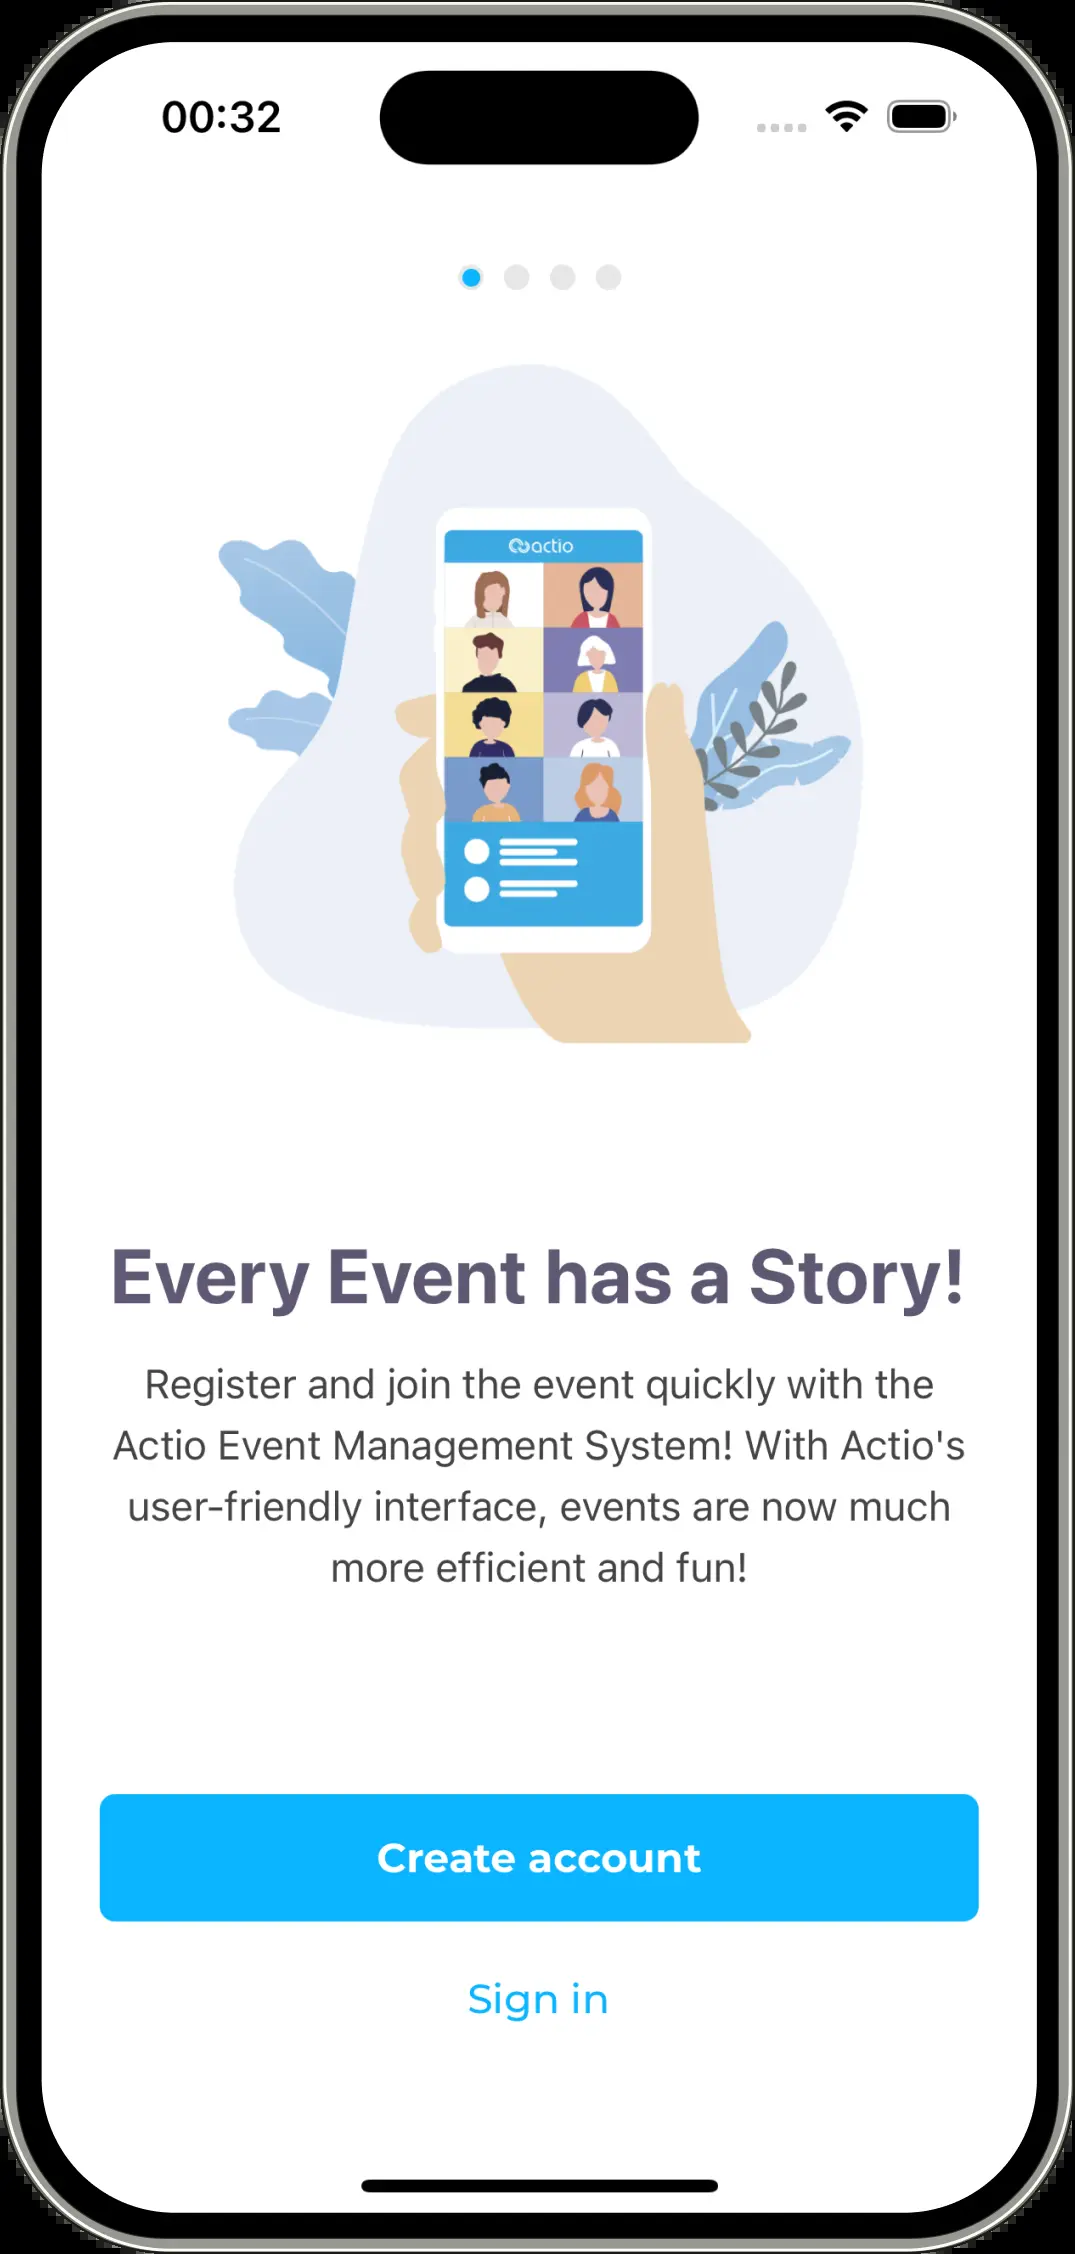 00:32
actio
Every Event has a Story!
Register and join the event quickly with the
Actio Event Management System! With Actio's
user-friendly interface, events are now much
more efficient and fun!
Create account
Sign in